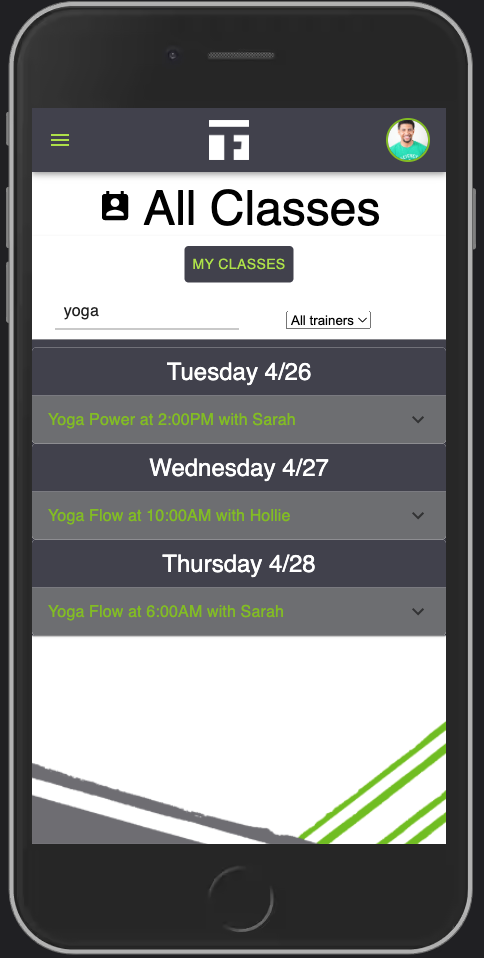 All Classes
MY CLASSES
yoga
All trainers
Tuesday 4/26
Yoga Power at 2:00PM with Sarah
Wednesday 4/27
Yoga Flow at 10:00AM with Hollie
Thursday 4/28
Yoga Flow at 6:00AM with Sarah